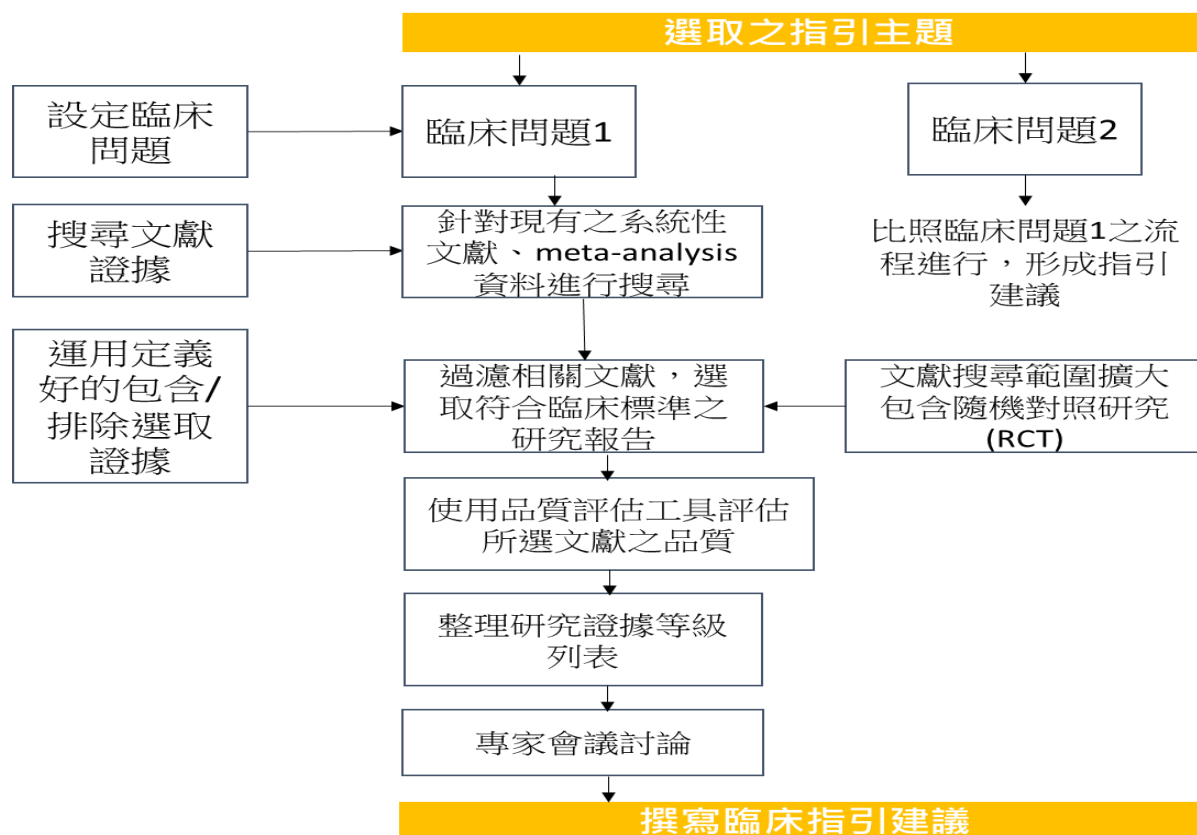 選取之指引主題
設定臨床
問題
臨床問題1
臨床問題2
搜尋文獻
證據
針對現有之系統性
文獻、meta-analysis
資料進行搜尋
比照臨床問題1之流
程進行，形成指引
建議
運用定義
好的包含/
排除選取
證據
過濾相關文獻，選
取符合臨床標準之
研究報告
文獻搜尋範圍擴大
包含隨機對照研究
(RCT)
使用品質評估工具評估
所選文獻之品質
整理研究證據等級
列表
專家會議討論
撰寫臨床指引建議